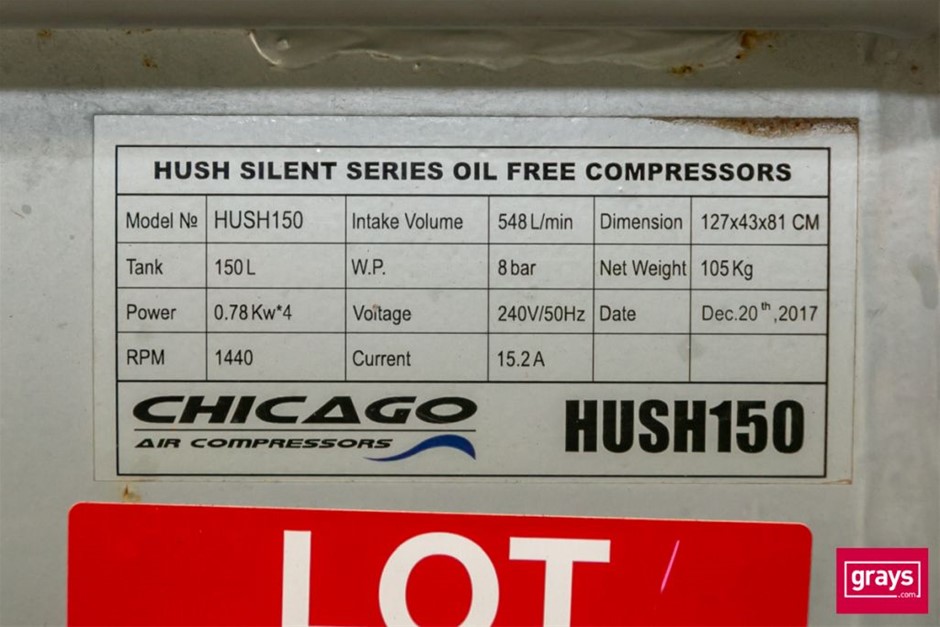 HUSH SILENT SERIES OIL FREE COMPRESSORS
Model № HUSH150 Intake Volume 548 L/min Dimension 127x43x81 CM
Tank 150 L W.P. 8 bar Net Weight 105 Kg
Power 0.78 Kw*4 Voitage 240V/50Hz Date Dec.20th,2017
RPM 1440 Current 15.2 A
CHICAGO
AIR COMPRESSORS
HUSH150
LOT
grays
.com